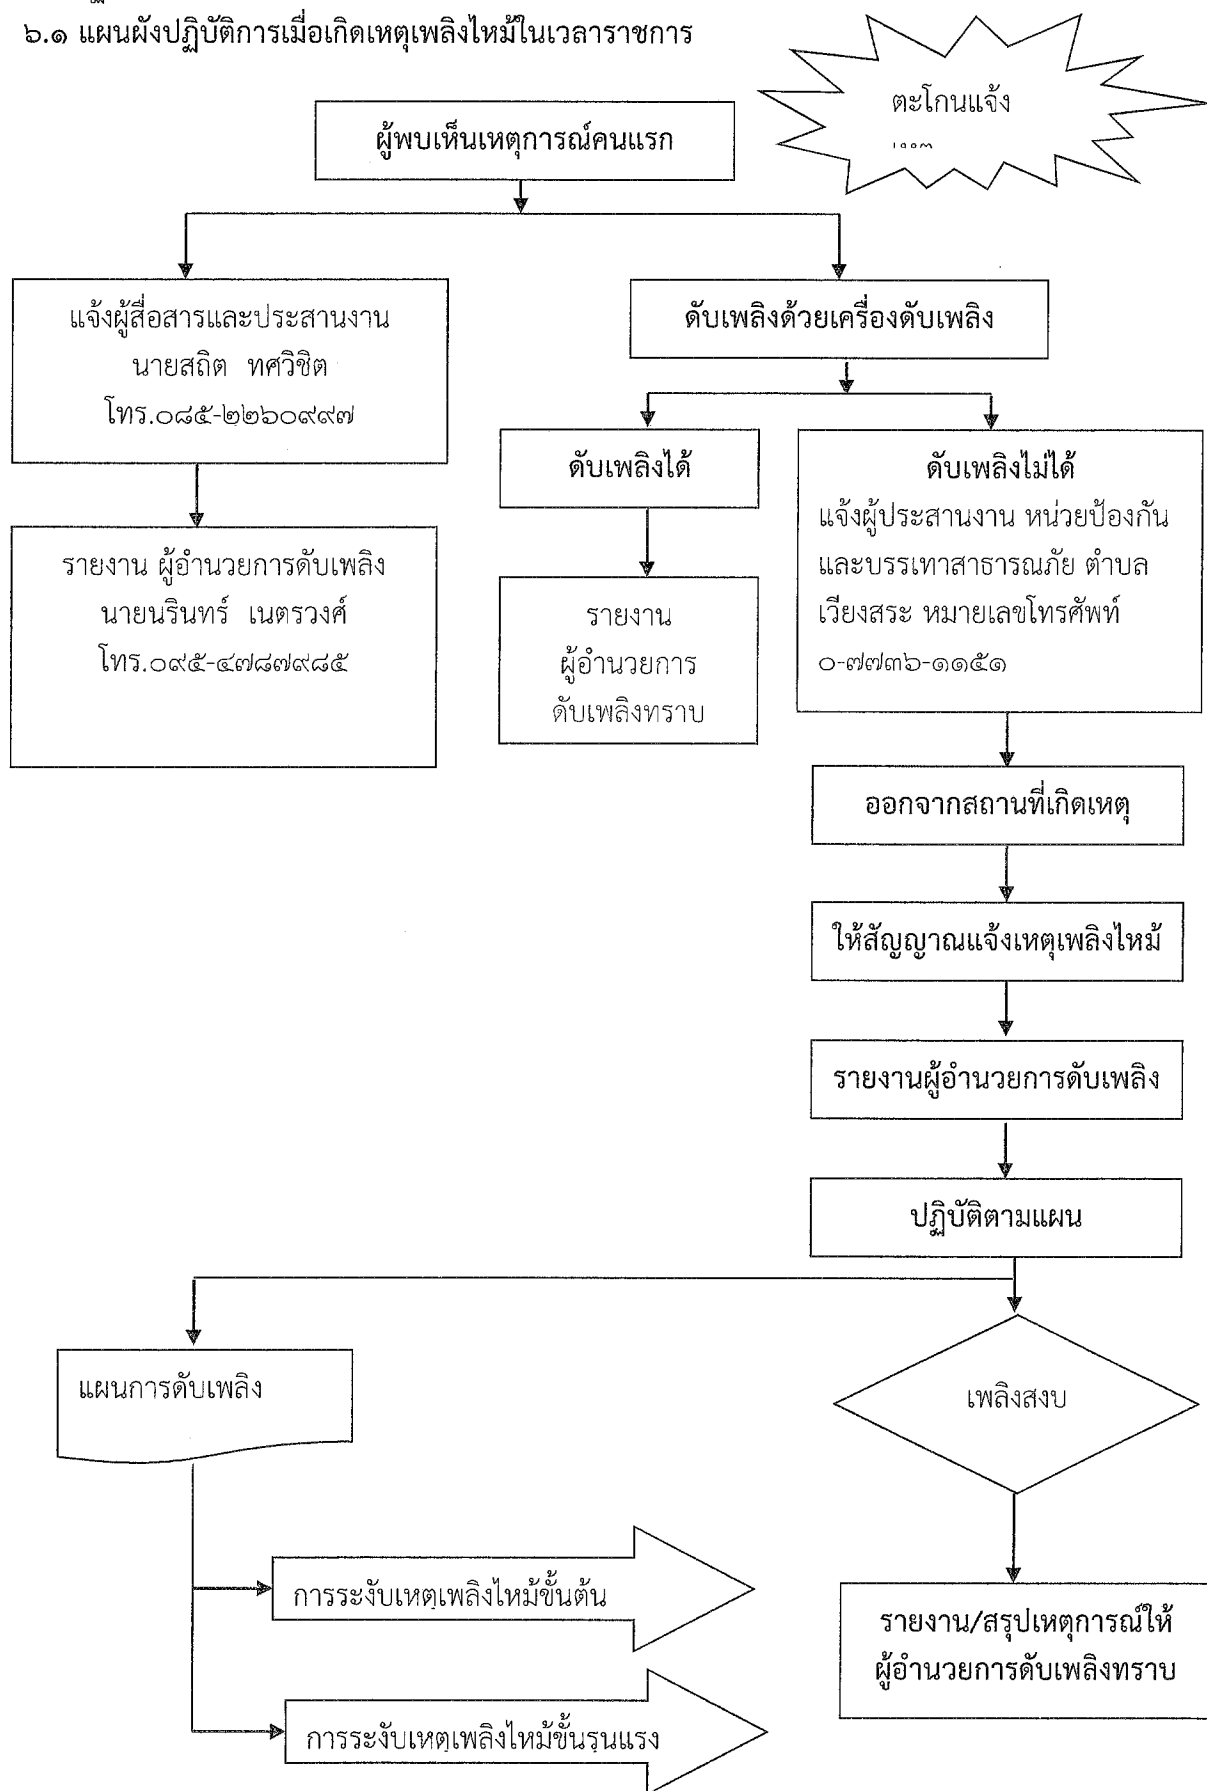 ๖.๑ แผนผังปฏิบัติการเมื่อเกิดเหตุเพลิงไหม้ในเวลาราชการ
ตะโกนแจ้ง
ผู้พบเห็นเหตุการณ์คนแรก
แจ้งผู้สื่อสารและประสานงาน
นายสถิต ทศวิชิต
โทร.๐๘๕-๒๒๖๐๙๙๗
ดับเพลิงด้วยเครื่องดับเพลิง
รายงาน ผู้อำนวยการดับเพลิง
นายนรินทร์ เนตรวงศ์
โทร.๐๙๕-๔๗๘๗๙๘๕
ดับเพลิงได้
รายงาน
ผู้อำนวยการ
ดับเพลิงทราบ
ดับเพลิงไม่ได้
แจ้งผู้ประสานงาน หน่วยป้องกัน
และบรรเทาสาธารณภัย ตำบล
เวียงสระ หมายเลขโทรศัพท์
๐-๗๗๓๖-๑๑๕๑
ออกจากสถานที่เกิดเหตุ
ให้สัญญาณแจ้งเหตุเพลิงไหม้
รายงานผู้อำนวยการดับเพลิง
ปฏิบัติตามแผน
แผนการดับเพลิง
เพลิงสงบ
การระงับเหตุเพลิงไหม้ขั้นต้น
การระงับเหตุเพลิงไหม้ขั้นรุนแรง
รายงาน/สรุปเหตุการณ์ให้
ผู้อำนวยการดับเพลิงทราบ